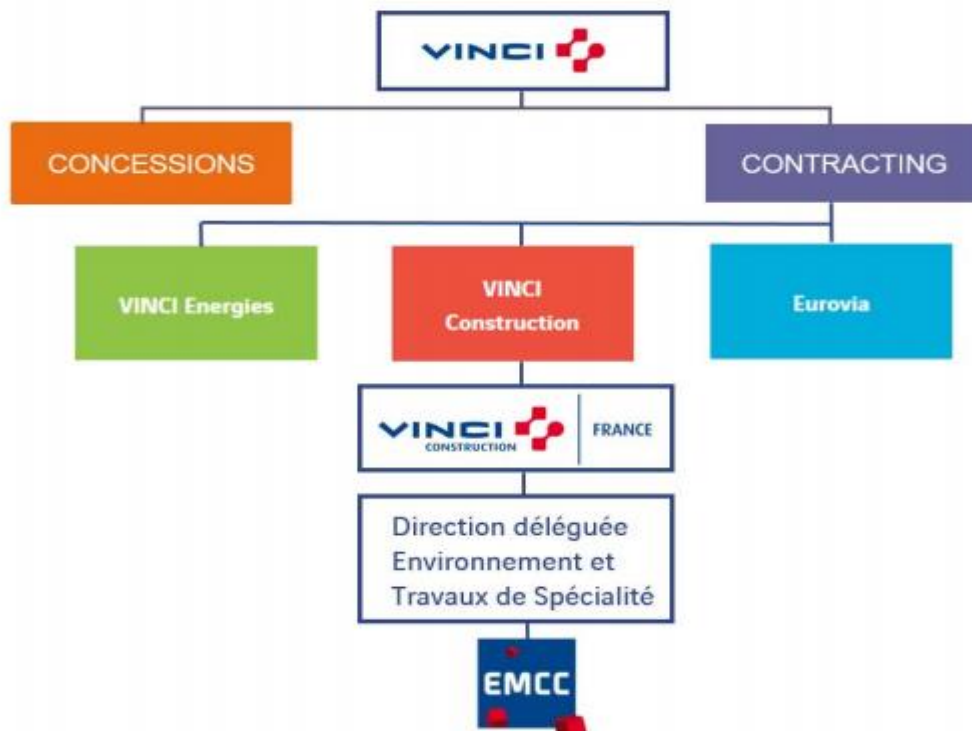 VINCI
CONCESSIONS
CONTRACTING
VINCI Energies
VINCI
Construction
Eurovia
VINCI
CONSTRUCTION
FRANCE
Direction déléguée
Environnement et
Travaux de Spécialité
EMCC